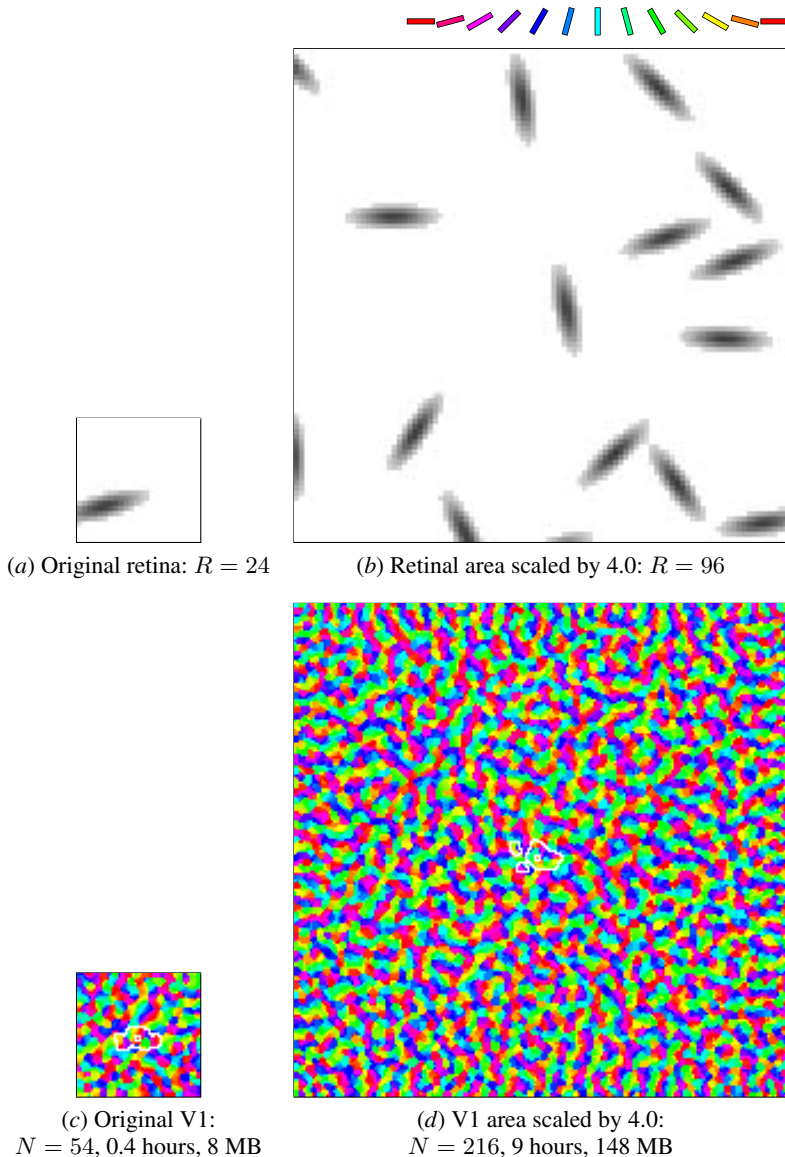 (a) Original retina: R = 24
(b) Retinal area scaled by 4.0: R = 96
(c) Original V1:
N = 54, 0.4 hours, 8 MB
(d) V1 area scaled by 4.0:
N = 216, 9 hours, 148 MB